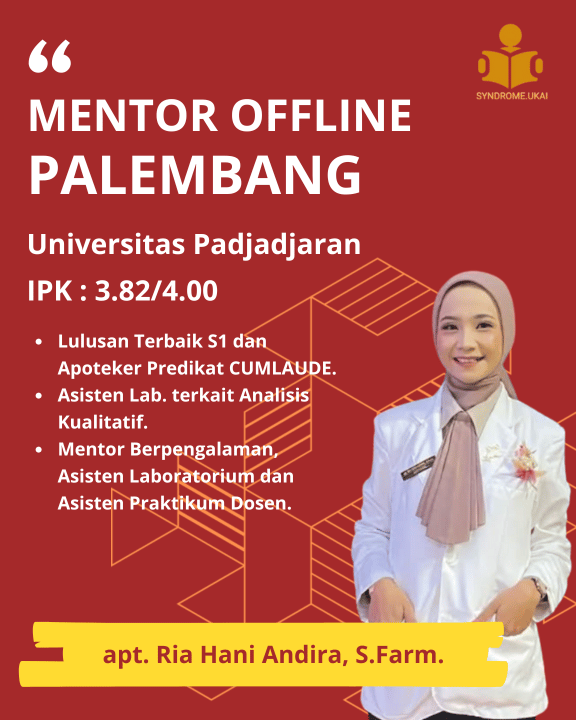 “
SYNDROME.UKAI
MENTOR OFFLINE
PALEMBANG
Universitas Padjadjaran
IPK : 3.82/4.00
• Lulusan Terbaik S1 dan
Apoteker Predikat CUMLAUDE.
• Asisten Lab. terkait Analisis
Kualitatif.
• Mentor Berpengalaman,
Asisten Laboratorium dan
Asisten Praktikum Dosen.
apt. Ria Hani Andira, S.Farm.